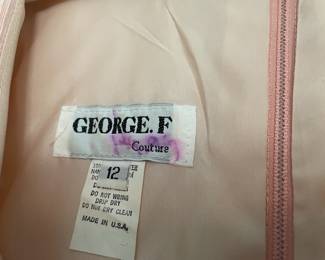 GEORGE. F
Couture
12
DO NOT WRING
DRIP DRY
DO NOT DRY CLEAN
MADE IN U.S.A.